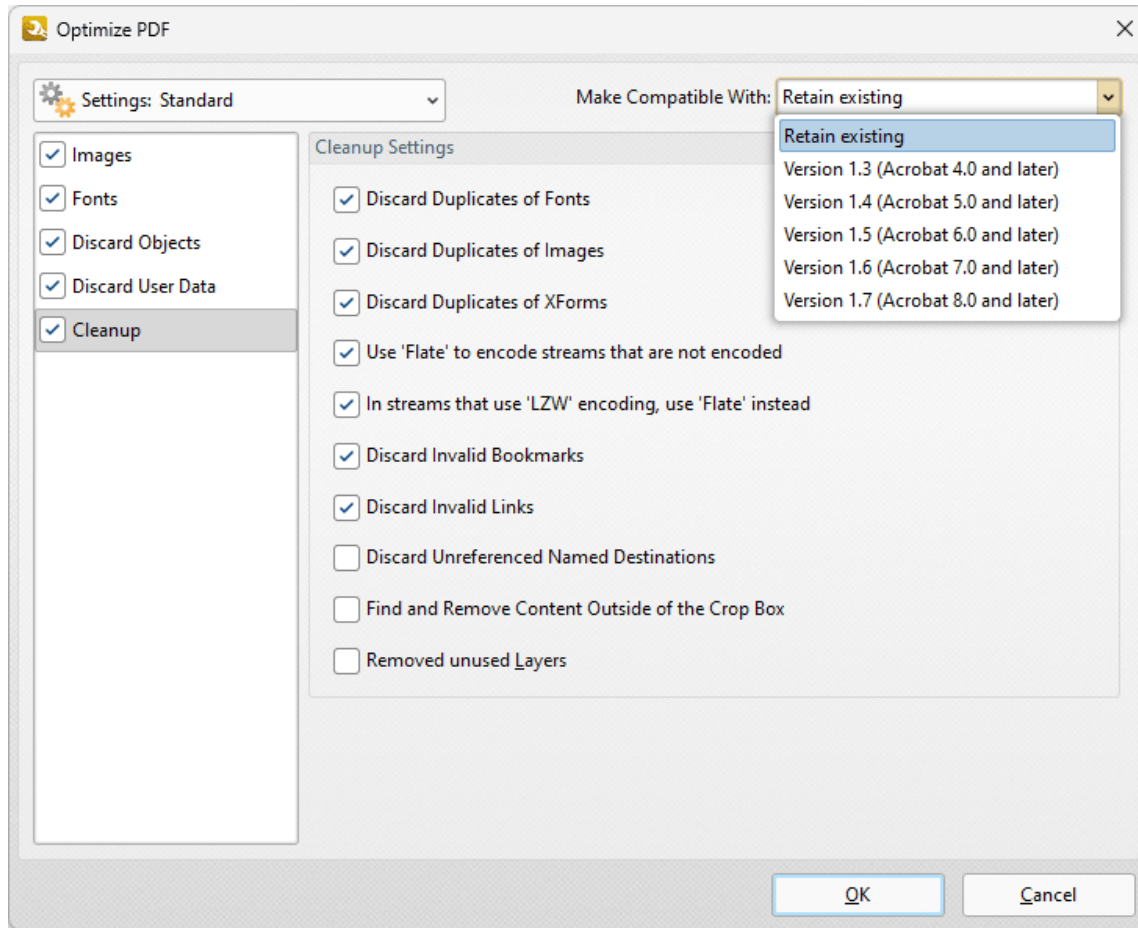 Optimize PDF
Settings: Standard
Make Compatible With: Retain existing
Retain existing
Version 1.3 (Acrobat 4.0 and later)
Version 1.4 (Acrobat 5.0 and later)
Version 1.5 (Acrobat 6.0 and later)
Version 1.6 (Acrobat 7.0 and later)
Version 1.7 (Acrobat 8.0 and later)
Images
Fonts
Discard Objects
Discard User Data
Cleanup
Cleanup Settings
Discard Duplicates of Fonts
Discard Duplicates of Images
Discard Duplicates of XForms
Use 'Flate' to encode streams that are not encoded
In streams that use 'LZW' encoding, use 'Flate' instead
Discard Invalid Bookmarks
Discard Invalid Links
Discard Unreferenced Named Destinations
Find and Remove Content Outside of the Crop Box
Removed unused Layers
OK
Cancel